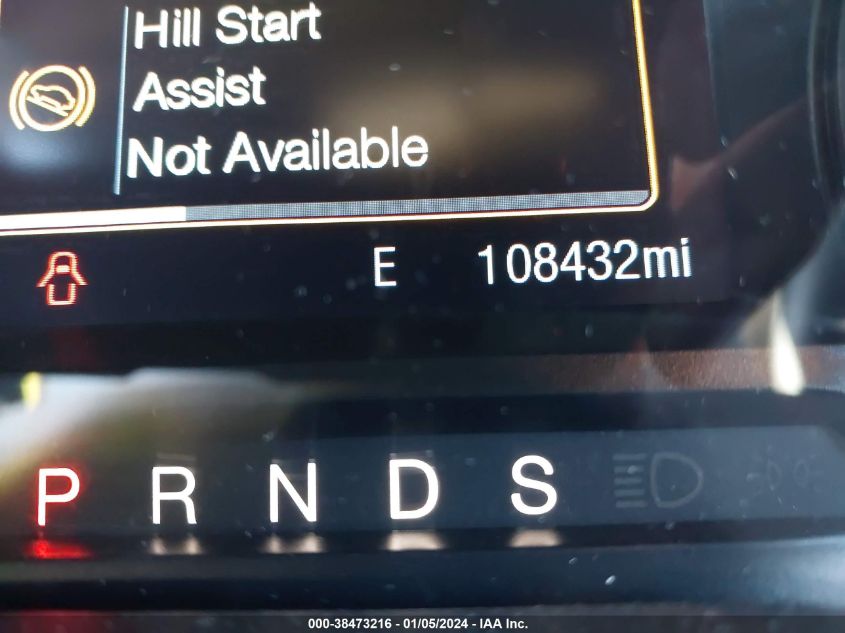 Hill Start
Assist
Not Available
E 108432mi
P R N D S
000-38473216 - 01/05/2024 - IAA Inc.